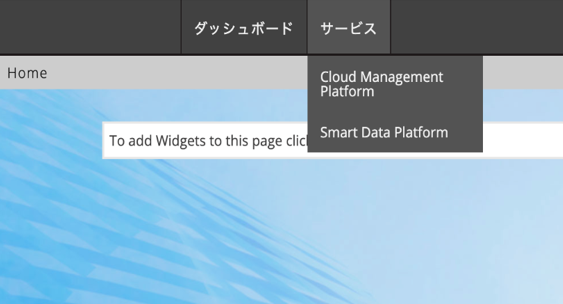 ダッシュボード サービス
Home
Cloud Management
Platform
To add Widgets to this page clic
Smart Data Platform